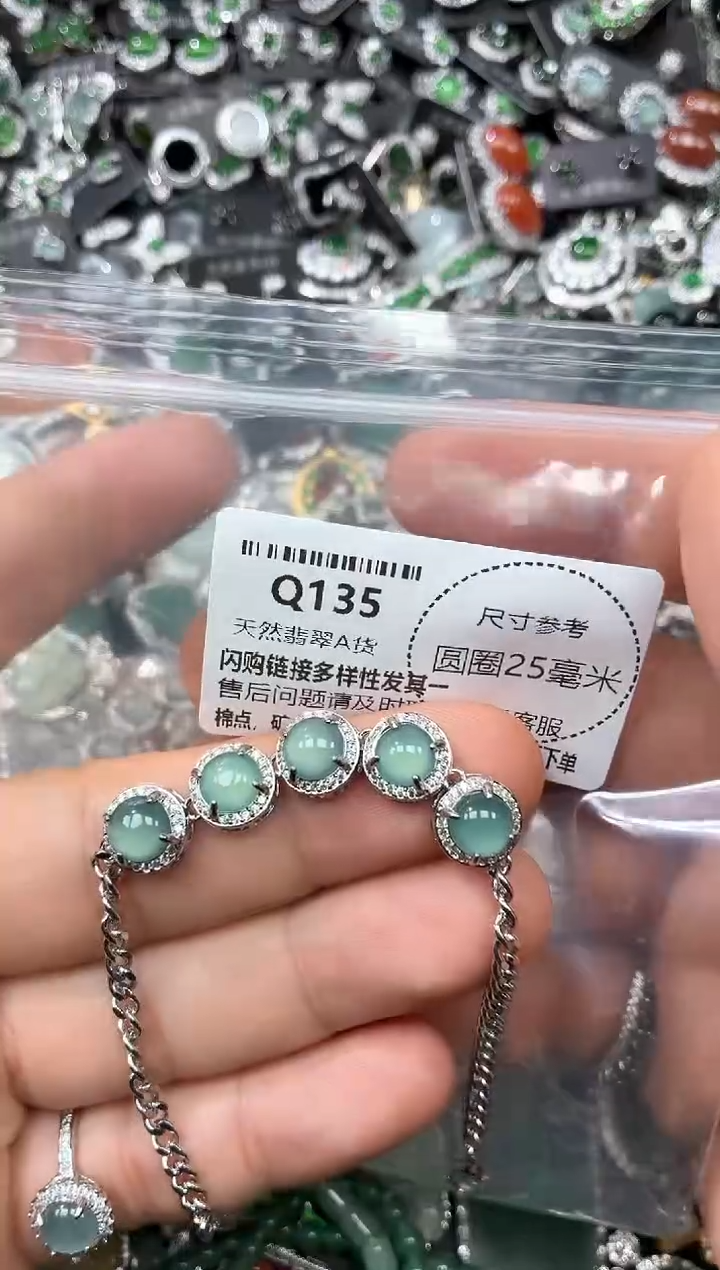 Q135
天然翡翠A货
闪购链接多样性发其一
售后问题请及时
客服
棉点、矿
下单
尺寸参考
圆圈25毫米